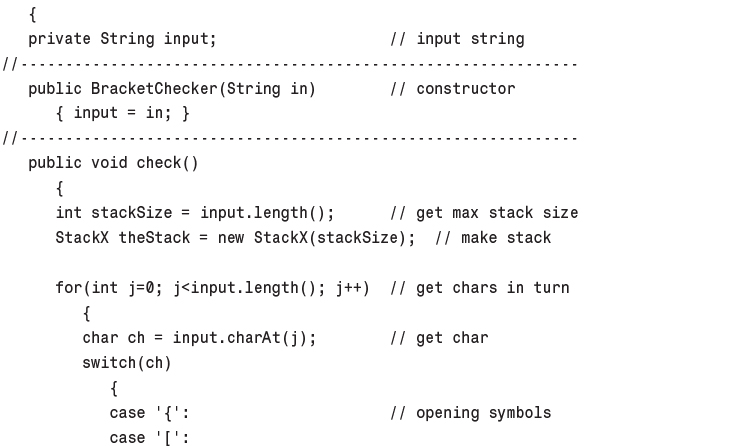 {
private String input;                   // input string
//--------------------------------------------------------------
public BracketChecker(String in)        // constructor
{ input = in; }
//--------------------------------------------------------------
public void check()
{
int stackSize = input.length();      // get max stack size
StackX theStack = new StackX(stackSize);  // make stack
for(int j=0; j<input.length(); j++)  // get chars in turn
{
char ch = input.charAt(j);        // get char
switch(ch)
{
case '{':                      // opening symbols
case '[':